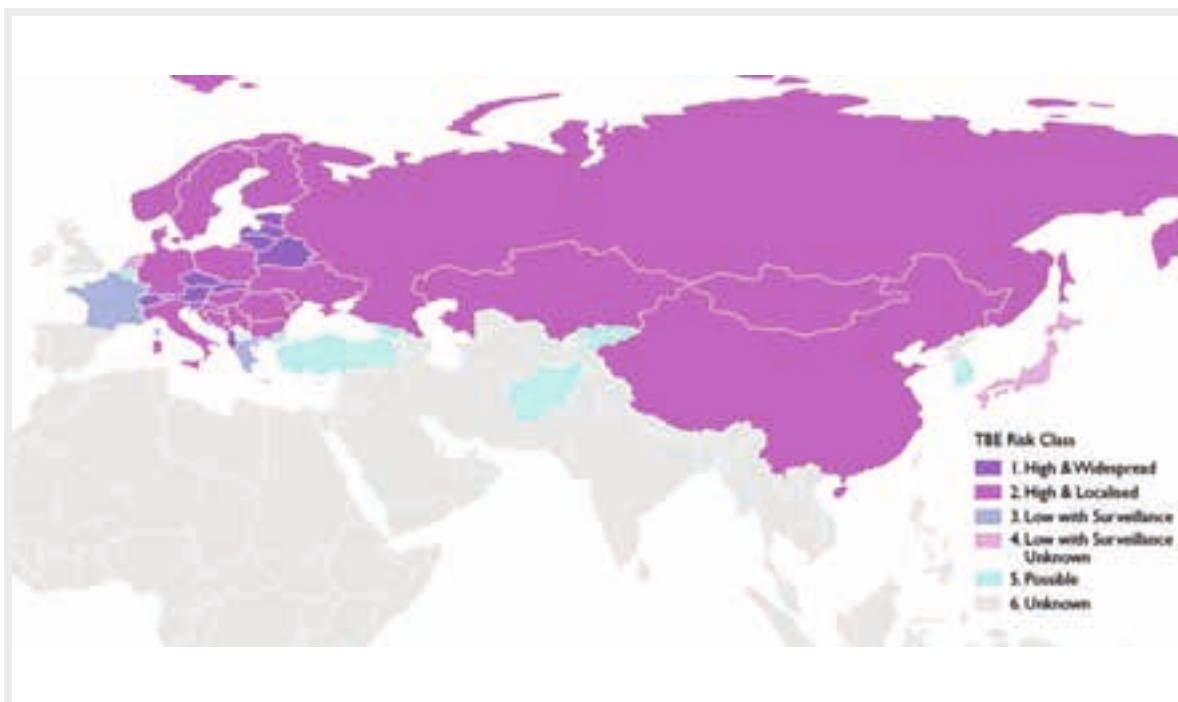 TBE Risk Class
1. High & Widespread
2. High & Localised
3. Low with Surveillance
4. Low with Surveillance
Unknown
5. Possible
6. Unknown